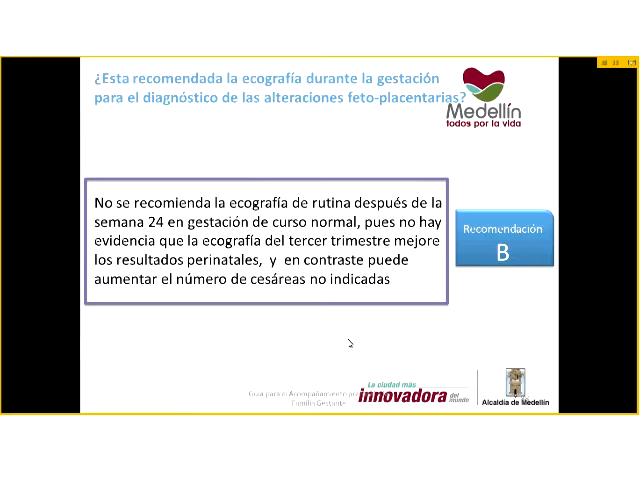 ¿Esta recomendada la ecografía durante la gestación
para el diagnóstico de las alteraciones feto-placentarias?
Medellín
todos por la vida
No se recomienda la ecografía de rutina después de la
semana 24 en gestación de curso normal, pues no hay
evidencia que la ecografía del tercer trimestre mejore
los resultados perinatales, y en contraste puede
aumentar el número de cesáreas no indicadas
Recomendación
B
Guía para el Acompañamiento
Familia Gestante
La ciudad más
innovadora del
mundo
Alcaldía de Medellín